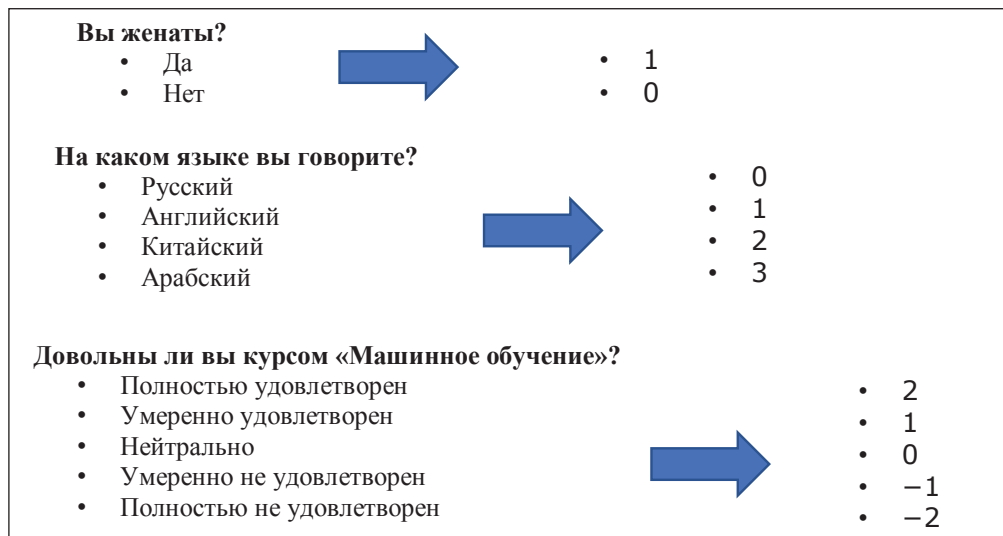 Вы женаты?
• Да
• Нет
• 1
• 0
На каком языке вы говорите?
• Русский
• Английский
• Китайский
• Арабский
• 0
• 1
• 2
• 3
Довольны ли вы курсом «Машинное обучение»?
• Полностью удовлетворен
• Умеренно удовлетворен
• Нейтрально
• Умеренно не удовлетворен
• Полностью не удовлетворен
• 2
• 1
• 0
• −1
• −2